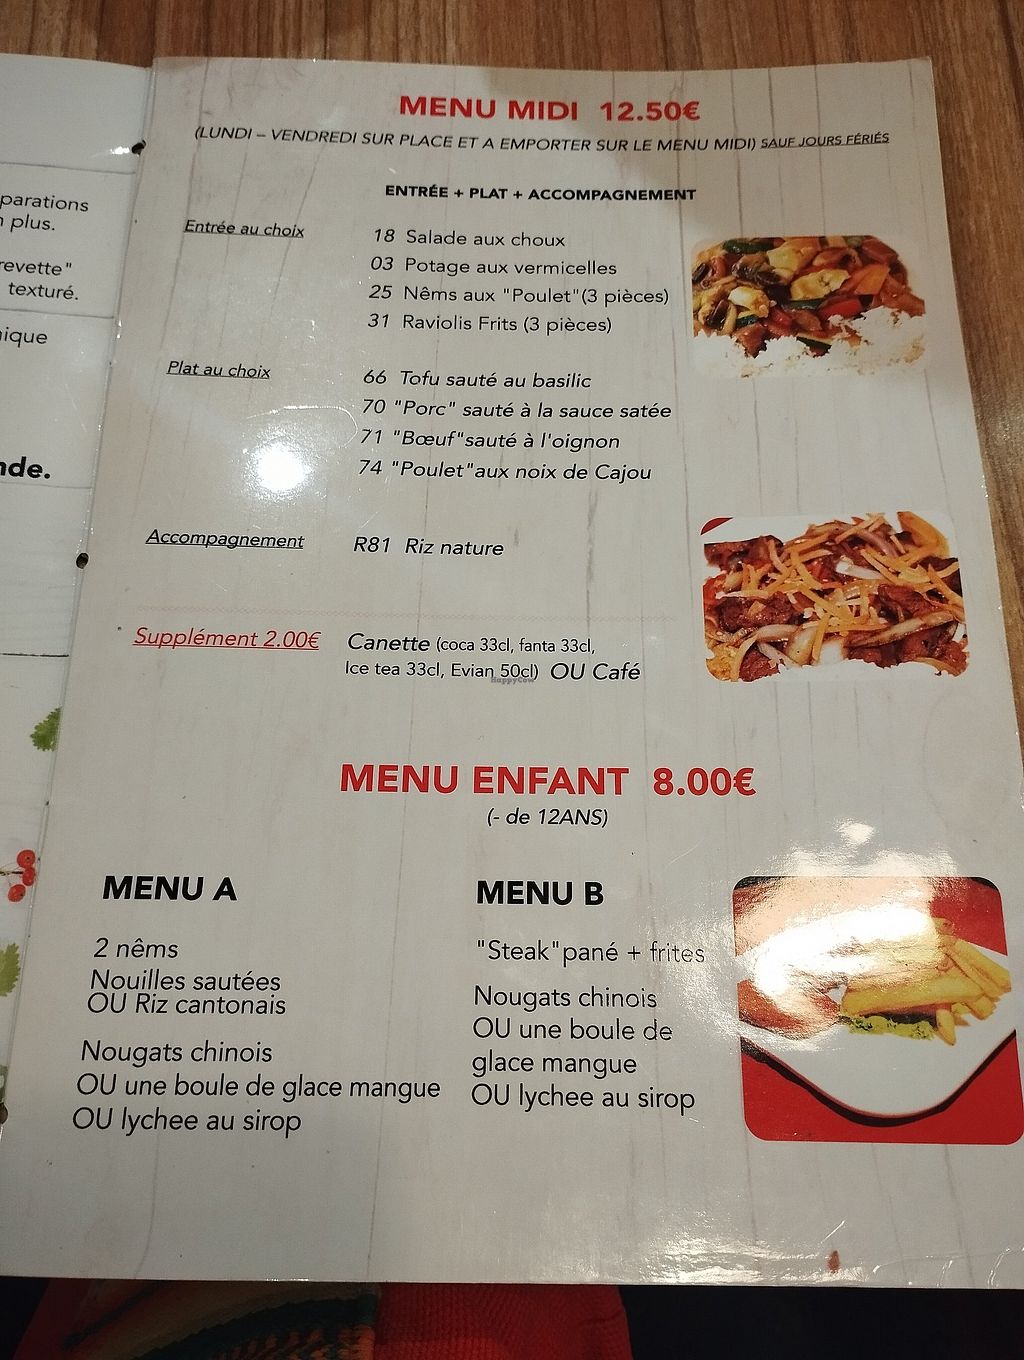 parations
plus.
revette"
texturé.
nique
nde.
MENU MIDI 12.50€
(LUNDI – VENDREDI SUR PLACE ET A EMPORTER SUR LE MENU MIDI) SAUF JOURS FÉRIÉS
ENTRÉE + PLAT + ACCOMPAGNEMENT
Entrée au choix
18 Salade aux choux
03 Potage aux vermicelles
25 Nêms aux "Poulet"(3 pièces)
31 Raviolis Frits (3 pièces)
Plat au choix
66 Tofu sauté au basilic
70 "Porc" sauté à la sauce satée
71 "Bœuf"sauté à l'oignon
74 "Poulet"aux noix de Cajou
Accompagnement
R81 Riz nature
Supplément 2.00€
Canette (coca 33cl, fanta 33cl,
Ice tea 33cl, Evian 50cl) OU Café
HappyCow
MENU ENFANT 8.00€
(- de 12ANS)
MENU A
2 nêms
Nouilles sautées
OU Riz cantonais
Nougats chinois
OU une boule de glace mangue
OU lychee au sirop
MENU B
"Steak"pané + frites
Nougats chinois
OU une boule de
glace mangue
OU lychee au sirop